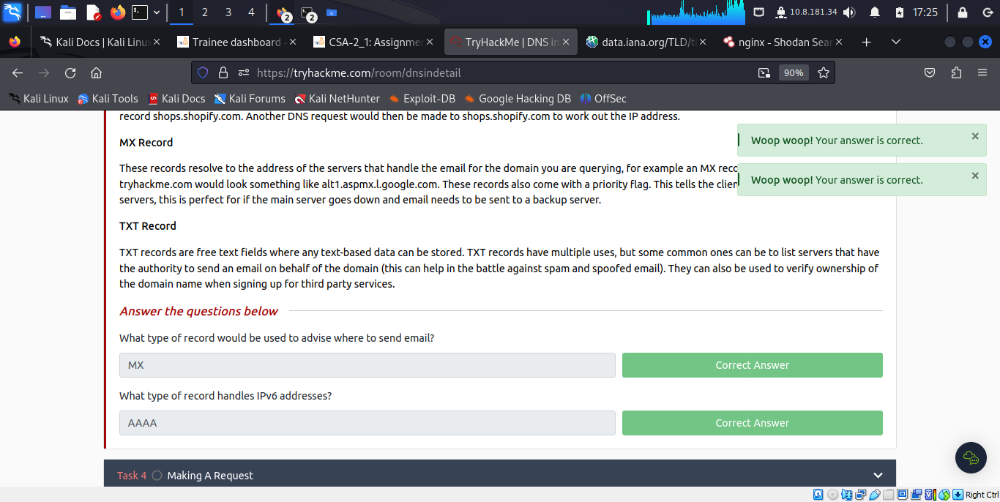 1 2 3 4 2 2 10.8.181.34 17:25
Kali Docs | Kali Linux Trainee dashboard - CSA-2_1: Assignmen TryHackMe | DNS in data.iana.org/TLD/t nginx - Shodan Sear
https://tryhackme.com/room/dnsindetail 90%
Kali Linux Kali Tools Kali Docs Kali Forums Kali NetHunter Exploit-DB Google Hacking DB OffSec
record shops.shopify.com. Another DNS request would then be made to shops.shopify.com to work out the IP address.
Woop woop! Your answer is correct.
Woop woop! Your answer is correct.
MX Record
These records resolve to the address of the servers that handle the email for the domain you are querying, for example an MX reco
tryhackme.com would look something like alt1.aspmx.l.google.com. These records also come with a priority flag. This tells the clien
servers, this is perfect for if the main server goes down and email needs to be sent to a backup server.
TXT Record
TXT records are free text fields where any text-based data can be stored. TXT records have multiple uses, but some common ones can be to list servers that have
the authority to send an email on behalf of the domain (this can help in the battle against spam and spoofed email). They can also be used to verify ownership of
the domain name when signing up for third party services.
Answer the questions below
What type of record would be used to advise where to send email?
MX Correct Answer
What type of record handles IPv6 addresses?
AAAA Correct Answer
Task 4 Making A Request
Right Ctrl